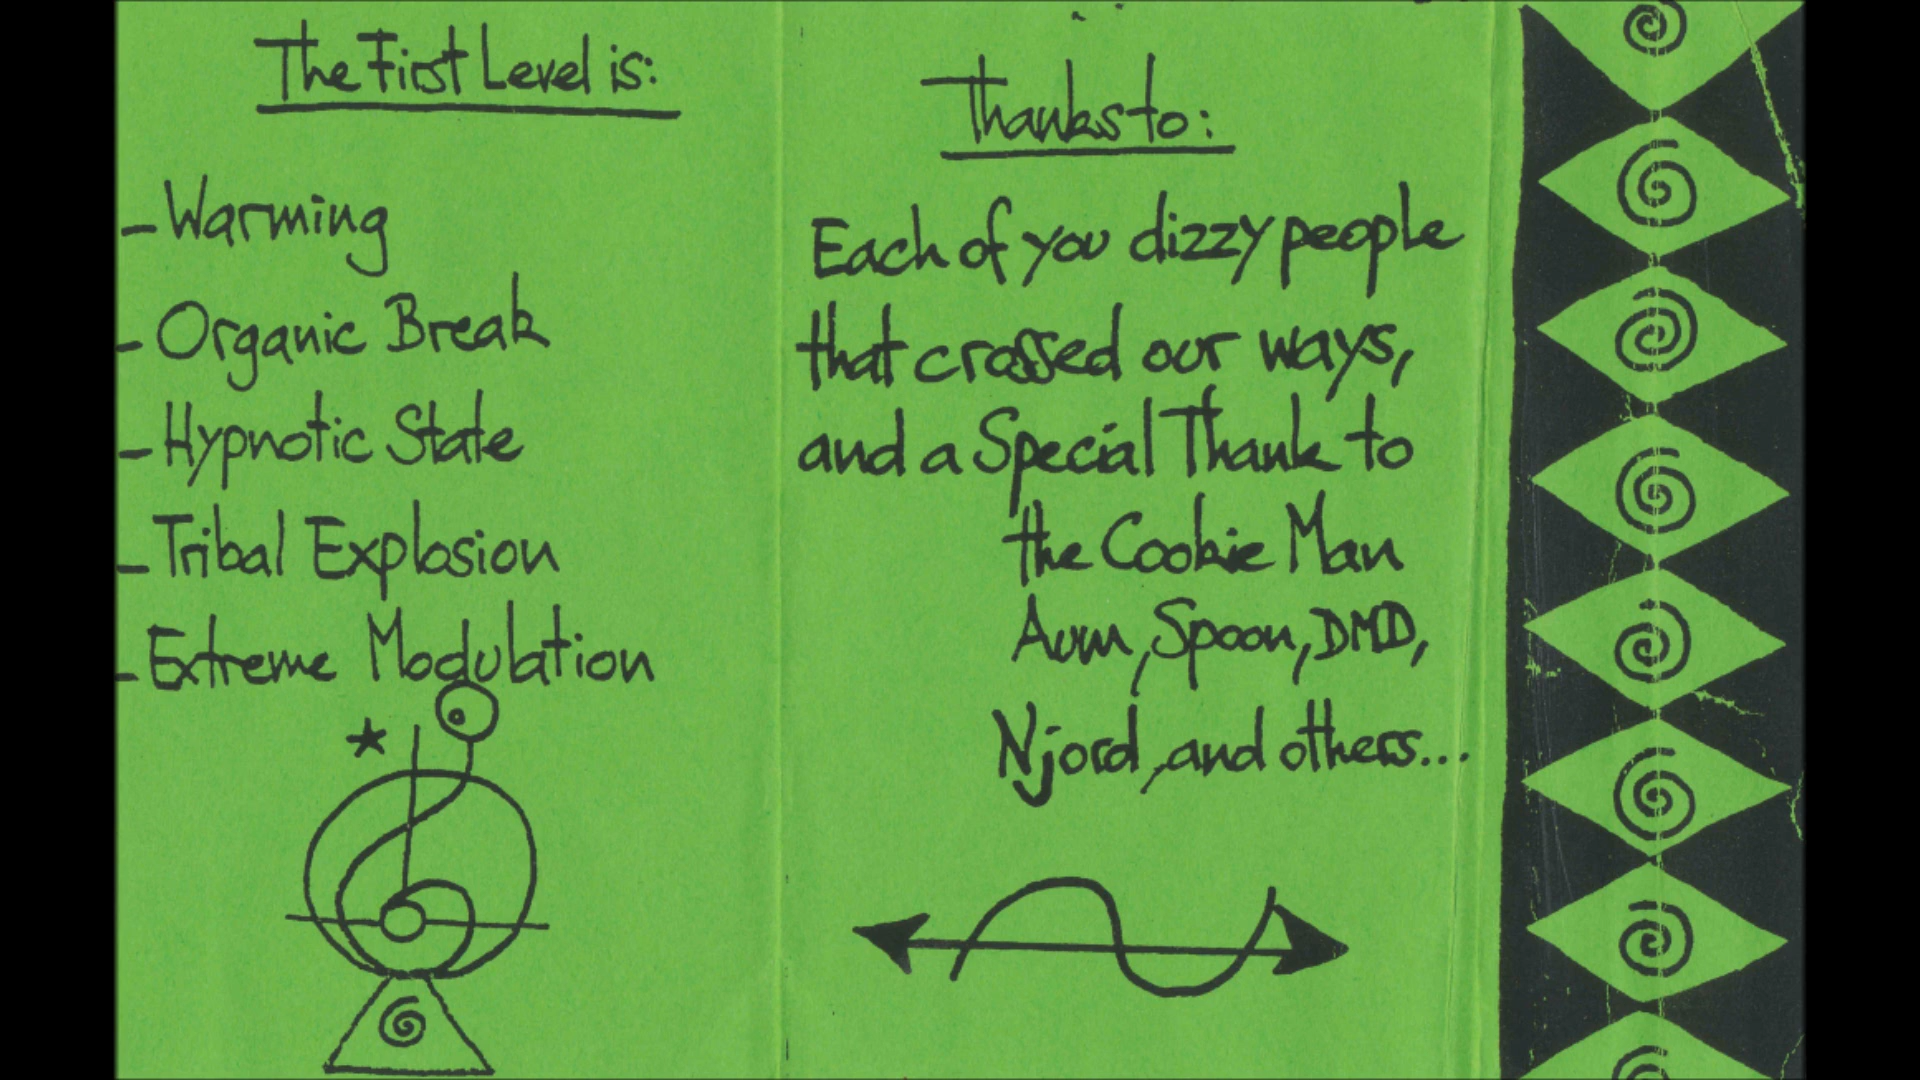 The First Level is:
- Warming
- Organic Break
- Hypnotic State
- Tribal Explosion
- Extreme Modulation
Thanks to:
Each of you dizzy people
that crossed our ways,
and a Special Thank to
the Cookie Man
Aum, Spoon, DMD,
Njord, and others...